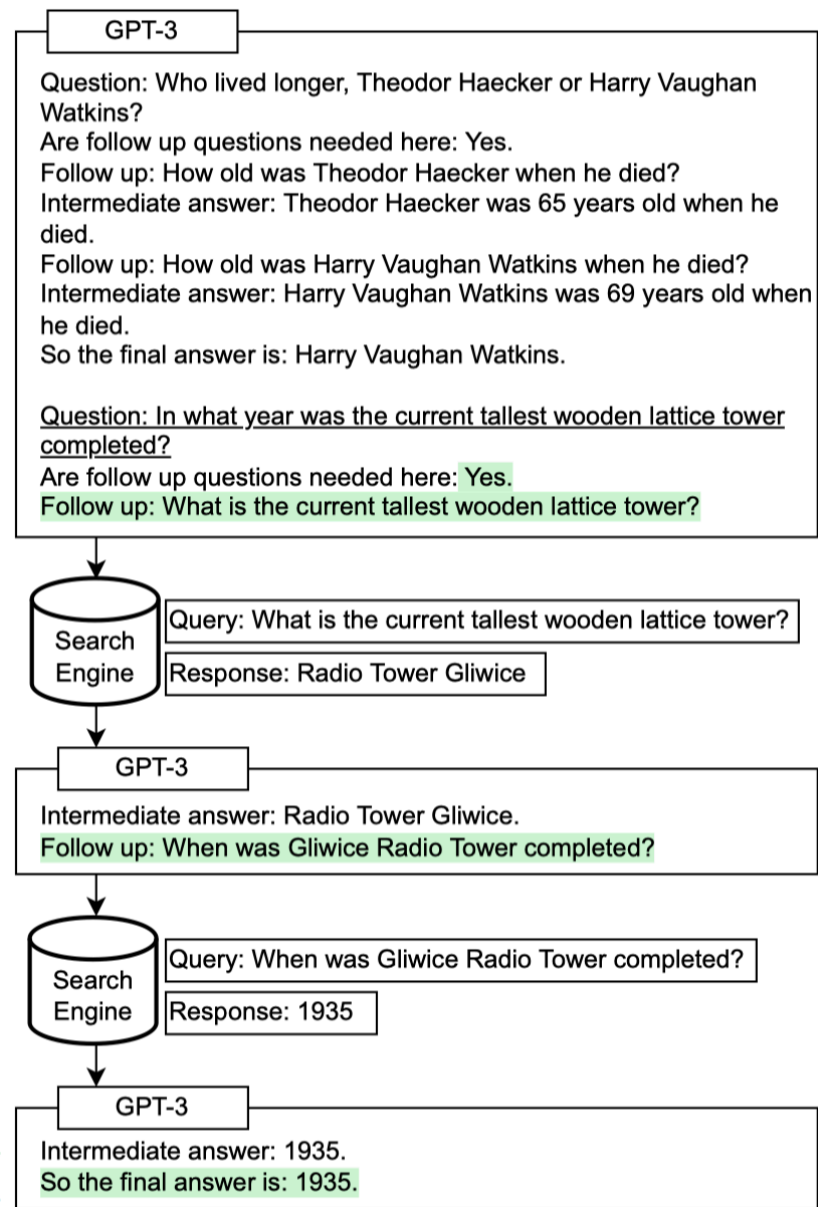 GPT-3
Question: Who lived longer, Theodor Haecker or Harry Vaughan
Watkins?
Are follow up questions needed here: Yes.
Follow up: How old was Theodor Haecker when he died?
Intermediate answer: Theodor Haecker was 65 years old when he
died.
Follow up: How old was Harry Vaughan Watkins when he died?
Intermediate answer: Harry Vaughan Watkins was 69 years old when
he died.
So the final answer is: Harry Vaughan Watkins.
Question: In what year was the current tallest wooden lattice tower
completed?
Are follow up questions needed here: Yes.
Follow up: What is the current tallest wooden lattice tower?
Search
Engine
Query: What is the current tallest wooden lattice tower?
Response: Radio Tower Gliwice
GPT-3
Intermediate answer: Radio Tower Gliwice.
Follow up: When was Gliwice Radio Tower completed?
Search
Engine
Query: When was Gliwice Radio Tower completed?
Response: 1935
GPT-3
Intermediate answer: 1935.
So the final answer is: 1935.